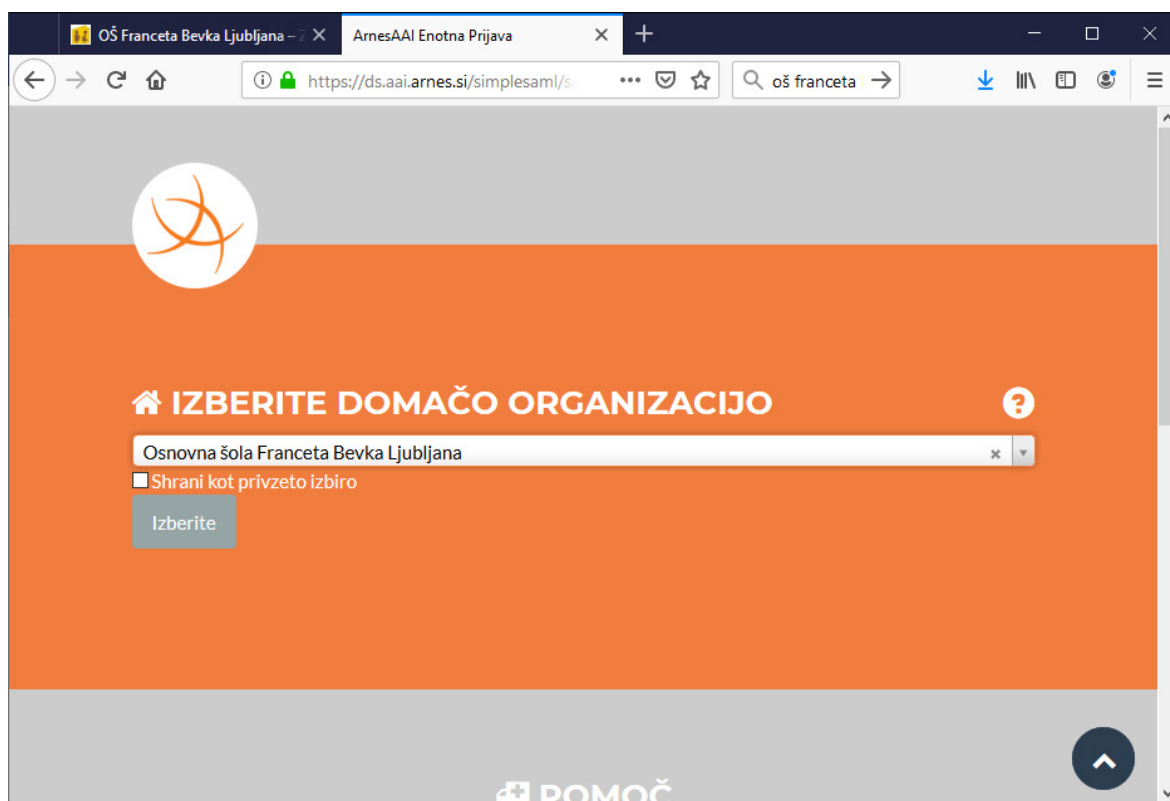 OŠ Franceta Bevka Ljubljana –
ArnesAAI Enotna Prijava
https://ds.aai.arnes.si/simplesaml/s
oš franceta
IZBERITE DOMAČO ORGANIZACIJO
Osnovna šola Franceta Bevka Ljubljana
Shrani kot privzeto izbiro
Izberite
POMOČ